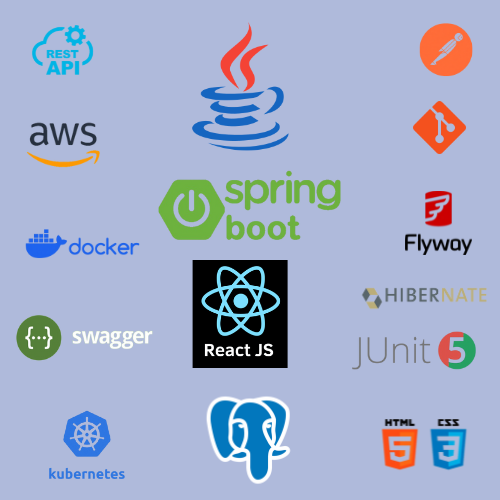 REST
API
aws
spring
boot
docker
Flyway
HIBERNATE
swagger
React JS
JUnit 5
kubernetes
HTML
5
CSS
3